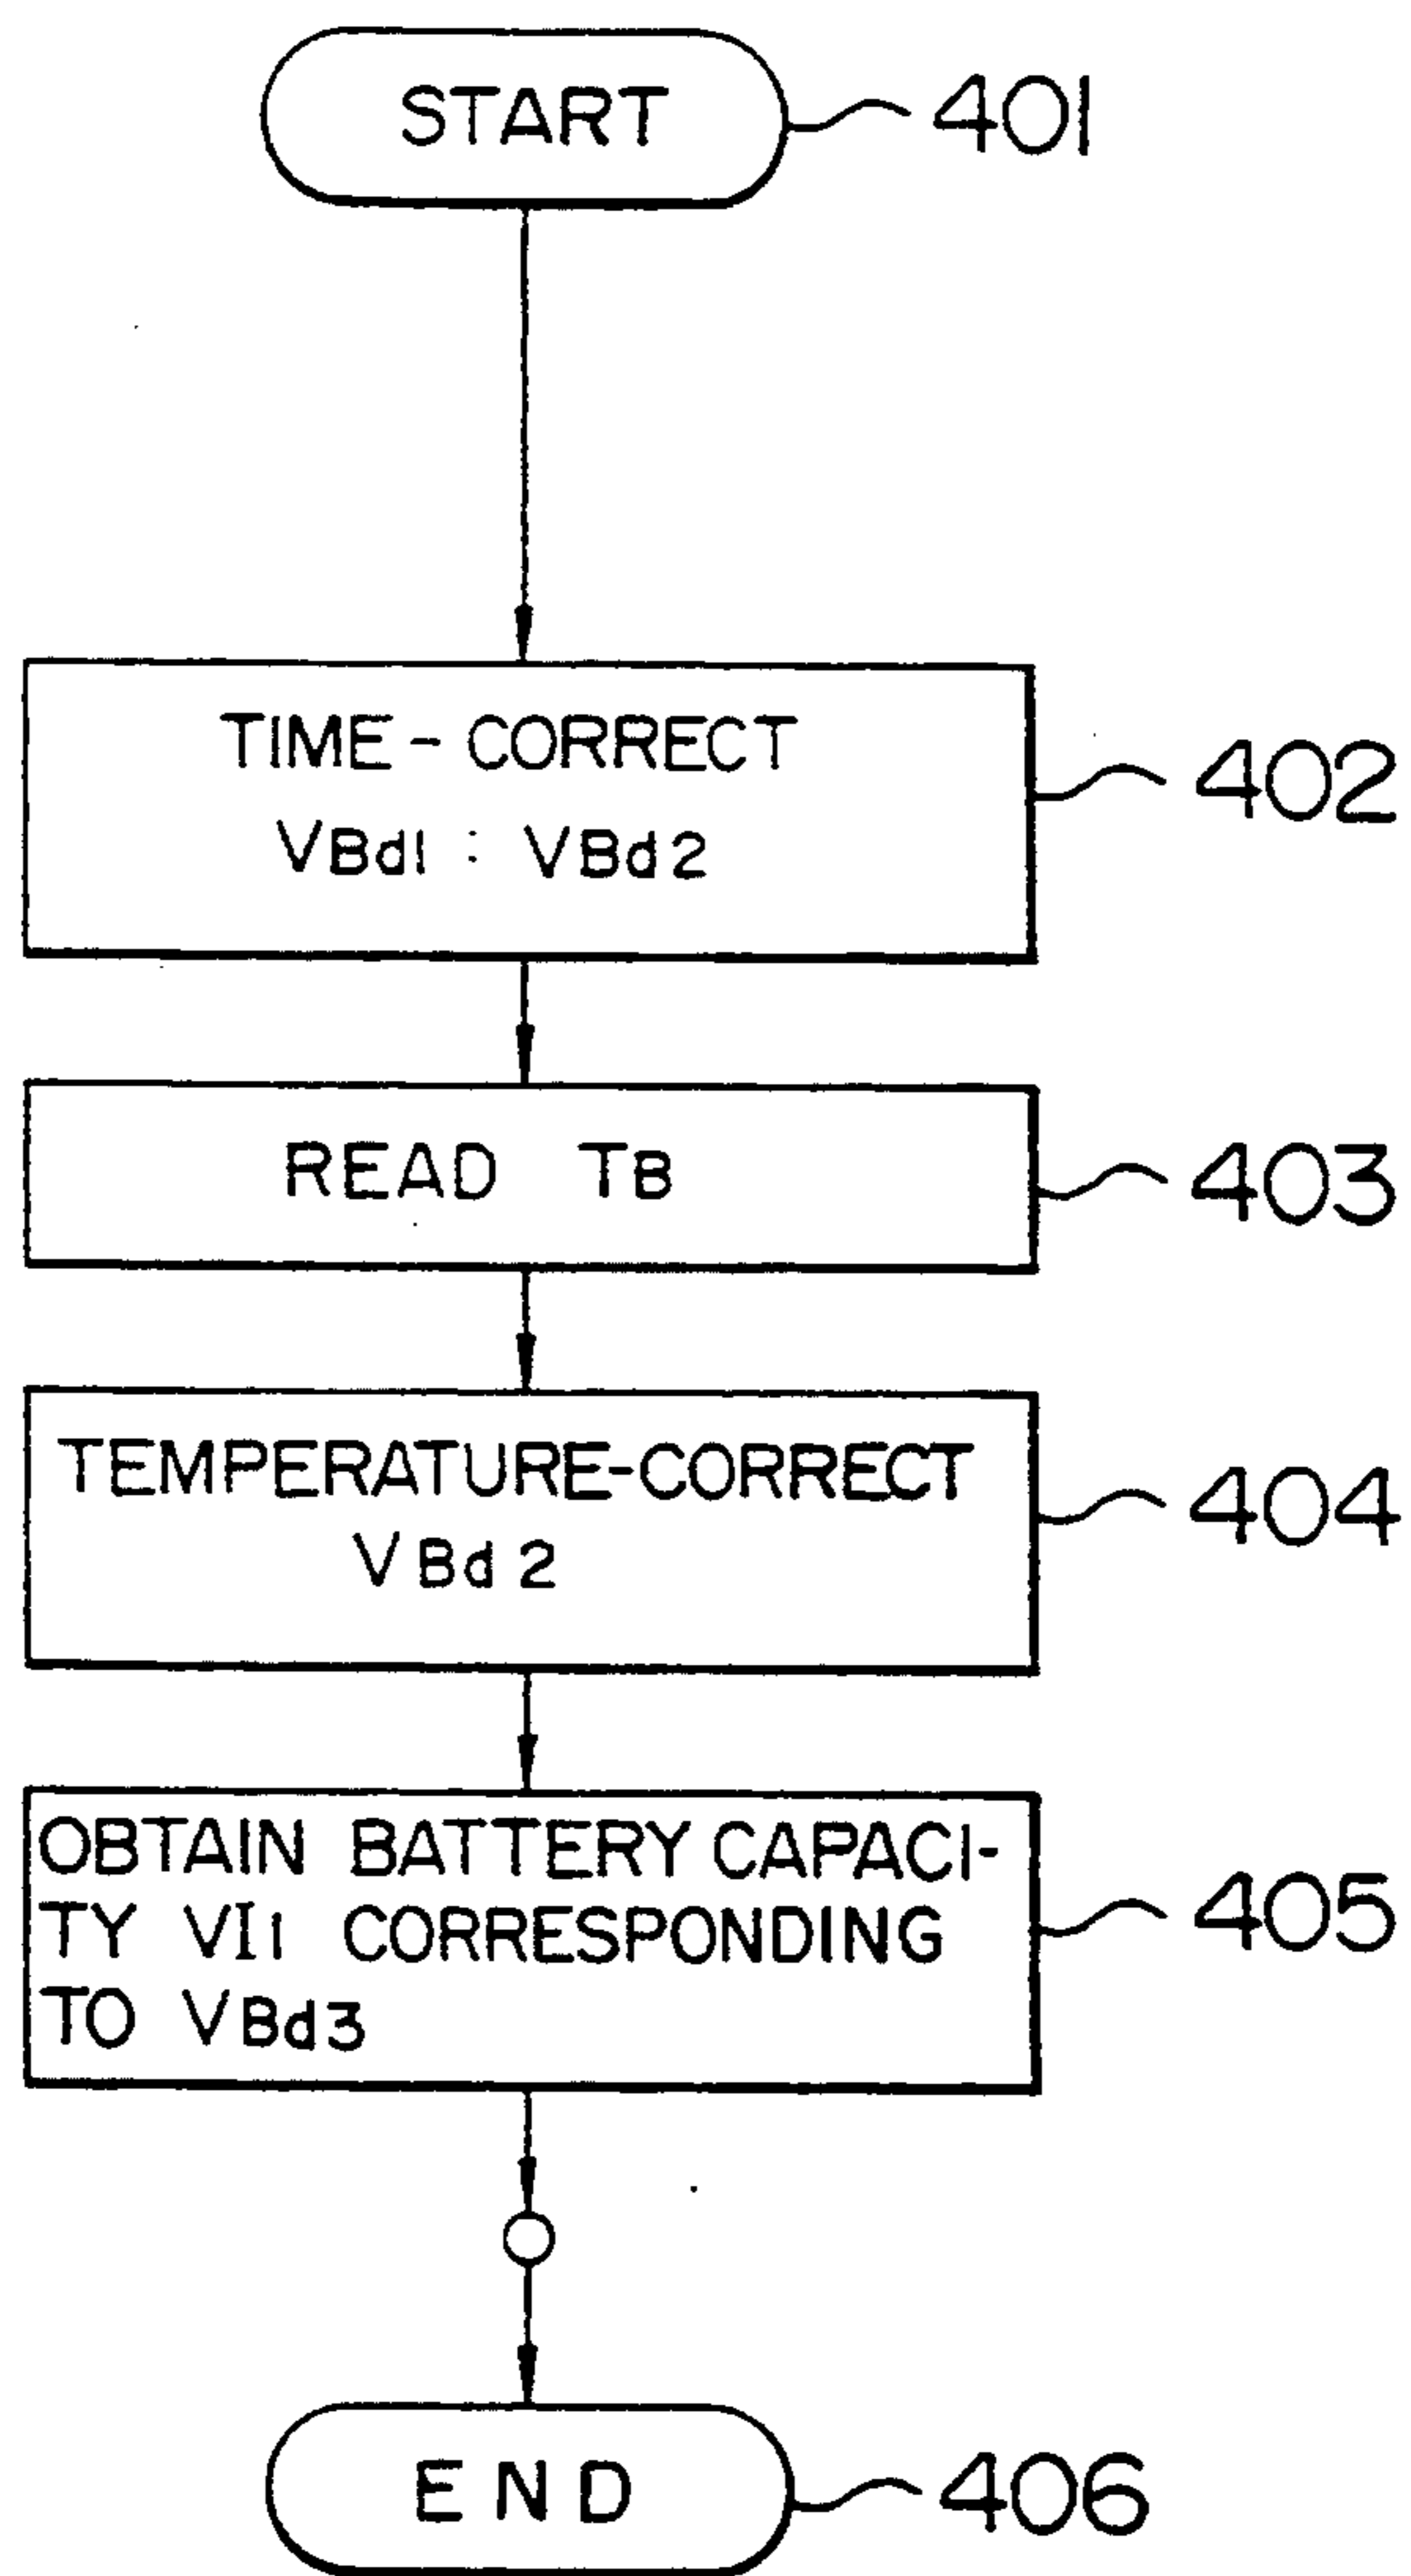 START 401
TIME-CORRECT 402
VBd1 : VBd2
READ TB 403
TEMPERATURE-CORRECT 404
VBd2
OBTAIN BATTERY CAPACI-
TY VI1 CORRESPONDING 405
TO VBd3
END 406